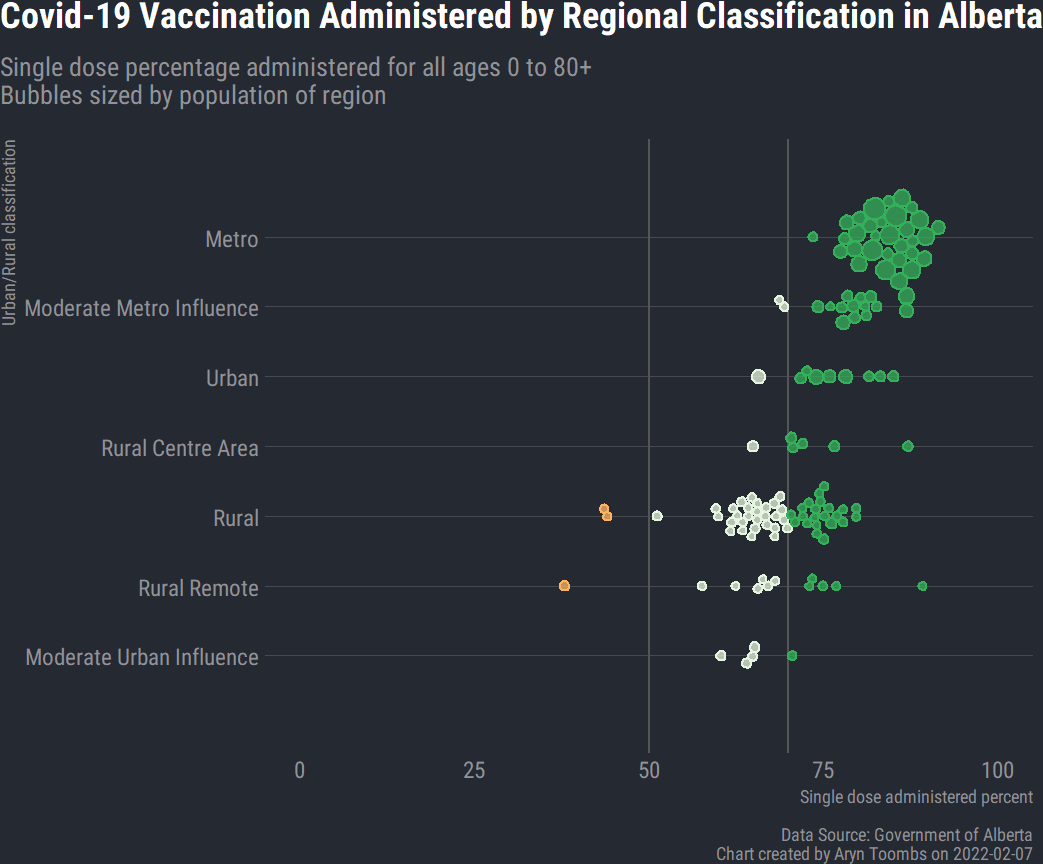 Covid-19 Vaccination Administered by Regional Classification in Alberta
Single dose percentage administered for all ages 0 to 80+
Bubbles sized by population of region
Urban/Rural classification
Metro
Moderate Metro Influence
Urban
Rural Centre Area
Rural
Rural Remote
Moderate Urban Influence
0 25 50 75 100
Single dose administered percent
Data Source: Government of Alberta
Chart created by Aryn Toombs on 2022-02-07